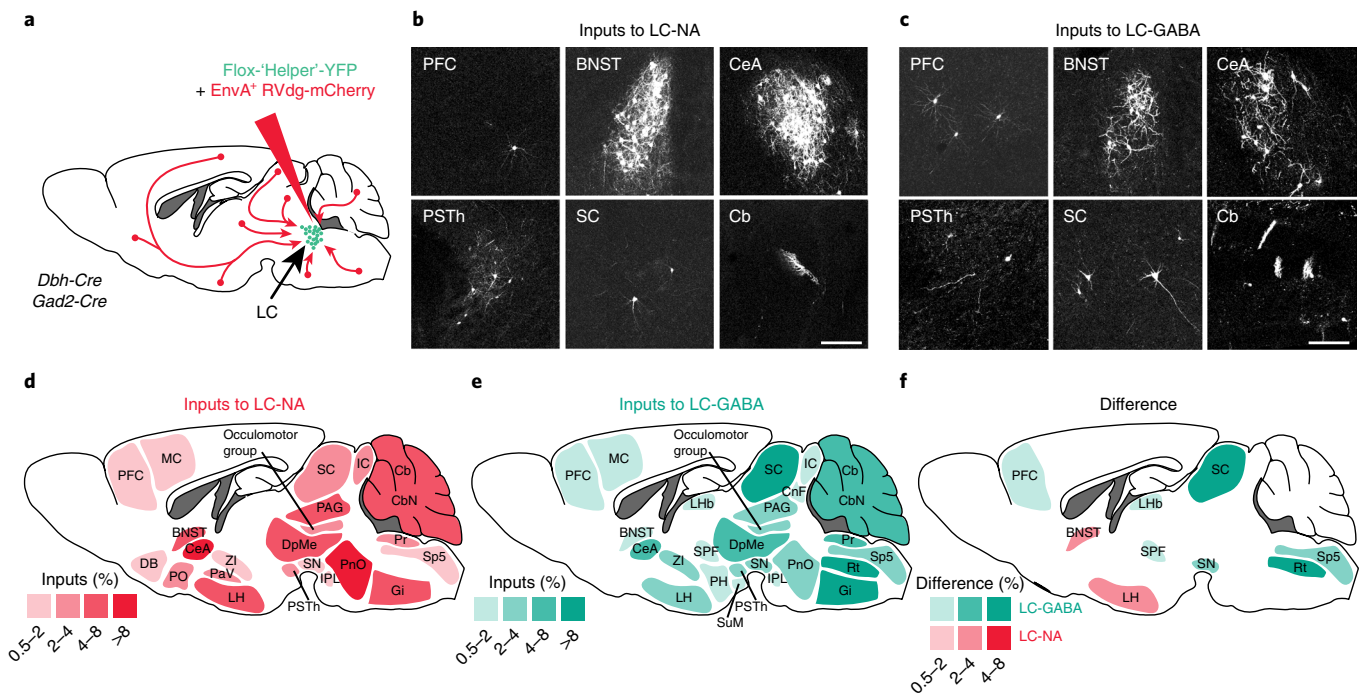 a
Flox-‘Helper’-YFP
+ EnvA+ RVdg-mCherry
Dbh-Cre
Gad2-Cre
LC
b
Inputs to LC-NA
PFC
BNST
CeA
PSTh
SC
Cb
c
Inputs to LC-GABA
PFC
BNST
CeA
PSTh
SC
Cb
d
Inputs to LC-NA
Occulomotor
group
PFC
MC
SC
IC
Cb
CbN
PAG
BNST
CeA
DpMe
Pr
DB
PO
ZI
PaV
SN
PnO
Sp5
IPL
LH
Gi
PSTh
Inputs (%)
0.5–2
2–4
4–8
>8
e
Inputs to LC-GABA
Occulomotor
group
PFC
MC
SC
IC
Cb
CnF
CbN
LHb
PAG
BNST
CeA
DpMe
Pr
ZI
SPF
SN
PnO
Sp5
Rt
LH
PH
IPL
Gi
PSTh
SuM
Inputs (%)
0.5–2
2–4
4–8
>8
f
Difference
PFC
SC
LHb
BNST
SPF
SN
Sp5
Rt
LH
Difference (%)
LC-GABA
LC-NA
0.5–2
2–4
4–8